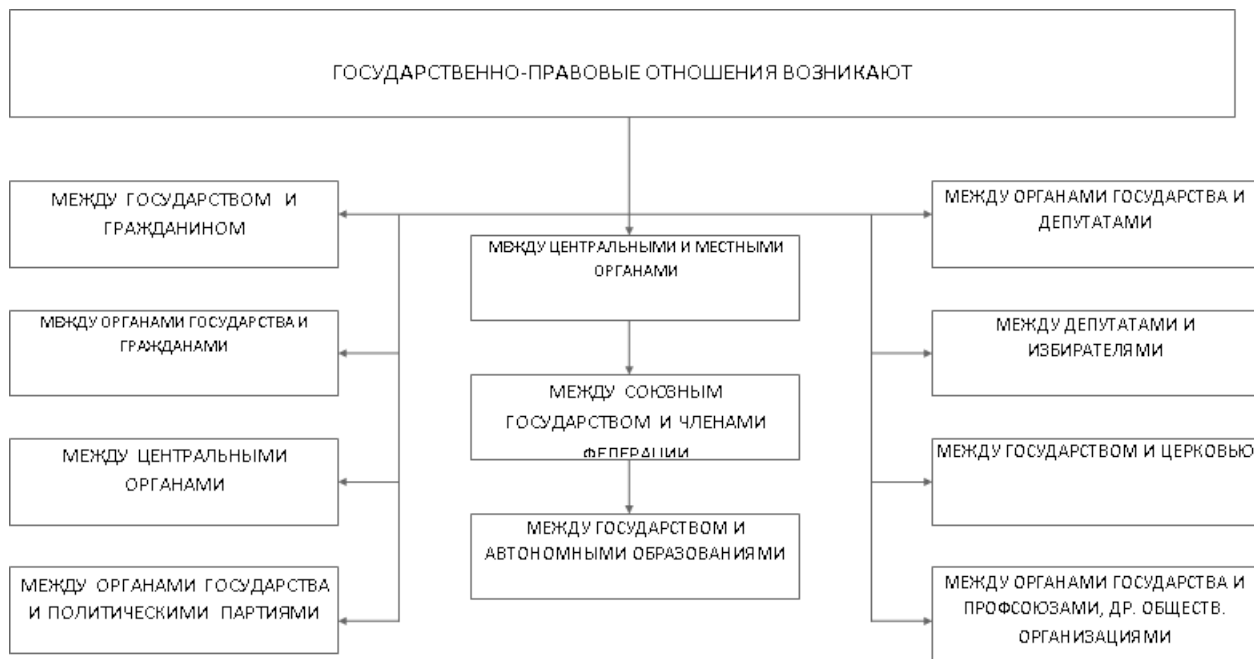 ГОСУДАРСТВЕННО-ПРАВОВЫЕ ОТНОШЕНИЯ ВОЗНИКАЮТ
МЕЖДУ ГОСУДАРСТВОМ И
ГРАЖДАНИНОМ
МЕЖДУ ОРГАНАМИ ГОСУДАРСТВА И
ГРАЖДАНАМИ
МЕЖДУ ЦЕНТРАЛЬНЫМИ
ОРГАНАМИ
МЕЖДУ ОРГАНАМИ ГОСУДАРСТВА
И ПОЛИТИЧЕСКИМИ ПАРТИЯМИ
МЕЖДУ ЦЕНТРАЛЬНЫМИ И МЕСТНЫМИ
ОРГАНАМИ
МЕЖДУ СОЮЗНЫМ
ГОСУДАРСТВОМ И ЧЛЕНАМИ
ФЕДЕРАЦИИ
МЕЖДУ ГОСУДАРСТВОМ И
АВТОНОМНЫМИ ОБРАЗОВАНИЯМИ
МЕЖДУ ОРГАНАМИ ГОСУДАРСТВА И
ДЕПУТАТАМИ
МЕЖДУ ДЕПУТАТАМИ И
ИЗБИРАТЕЛЯМИ
МЕЖДУ ГОСУДАРСТВОМ И ЦЕРКОВЬЮ
МЕЖДУ ОРГАНАМИ ГОСУДАРСТВА И
ПРОФСОЮЗАМИ, ДР. ОБЩЕСТВ.
ОРГАНИЗАЦИЯМИ